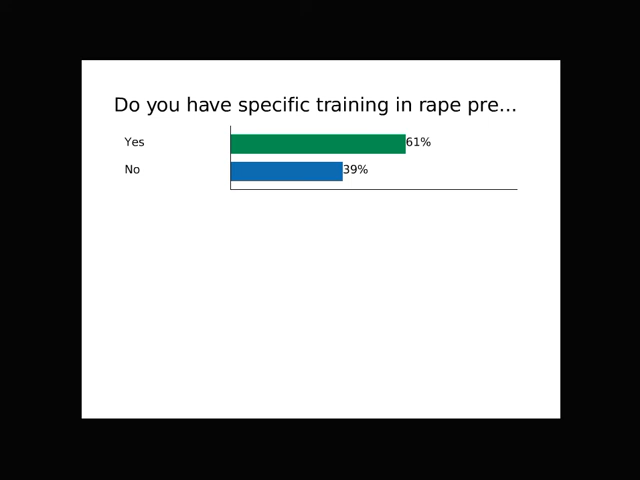 Do you have specific training in rape pre...
Yes 61%
No 39%